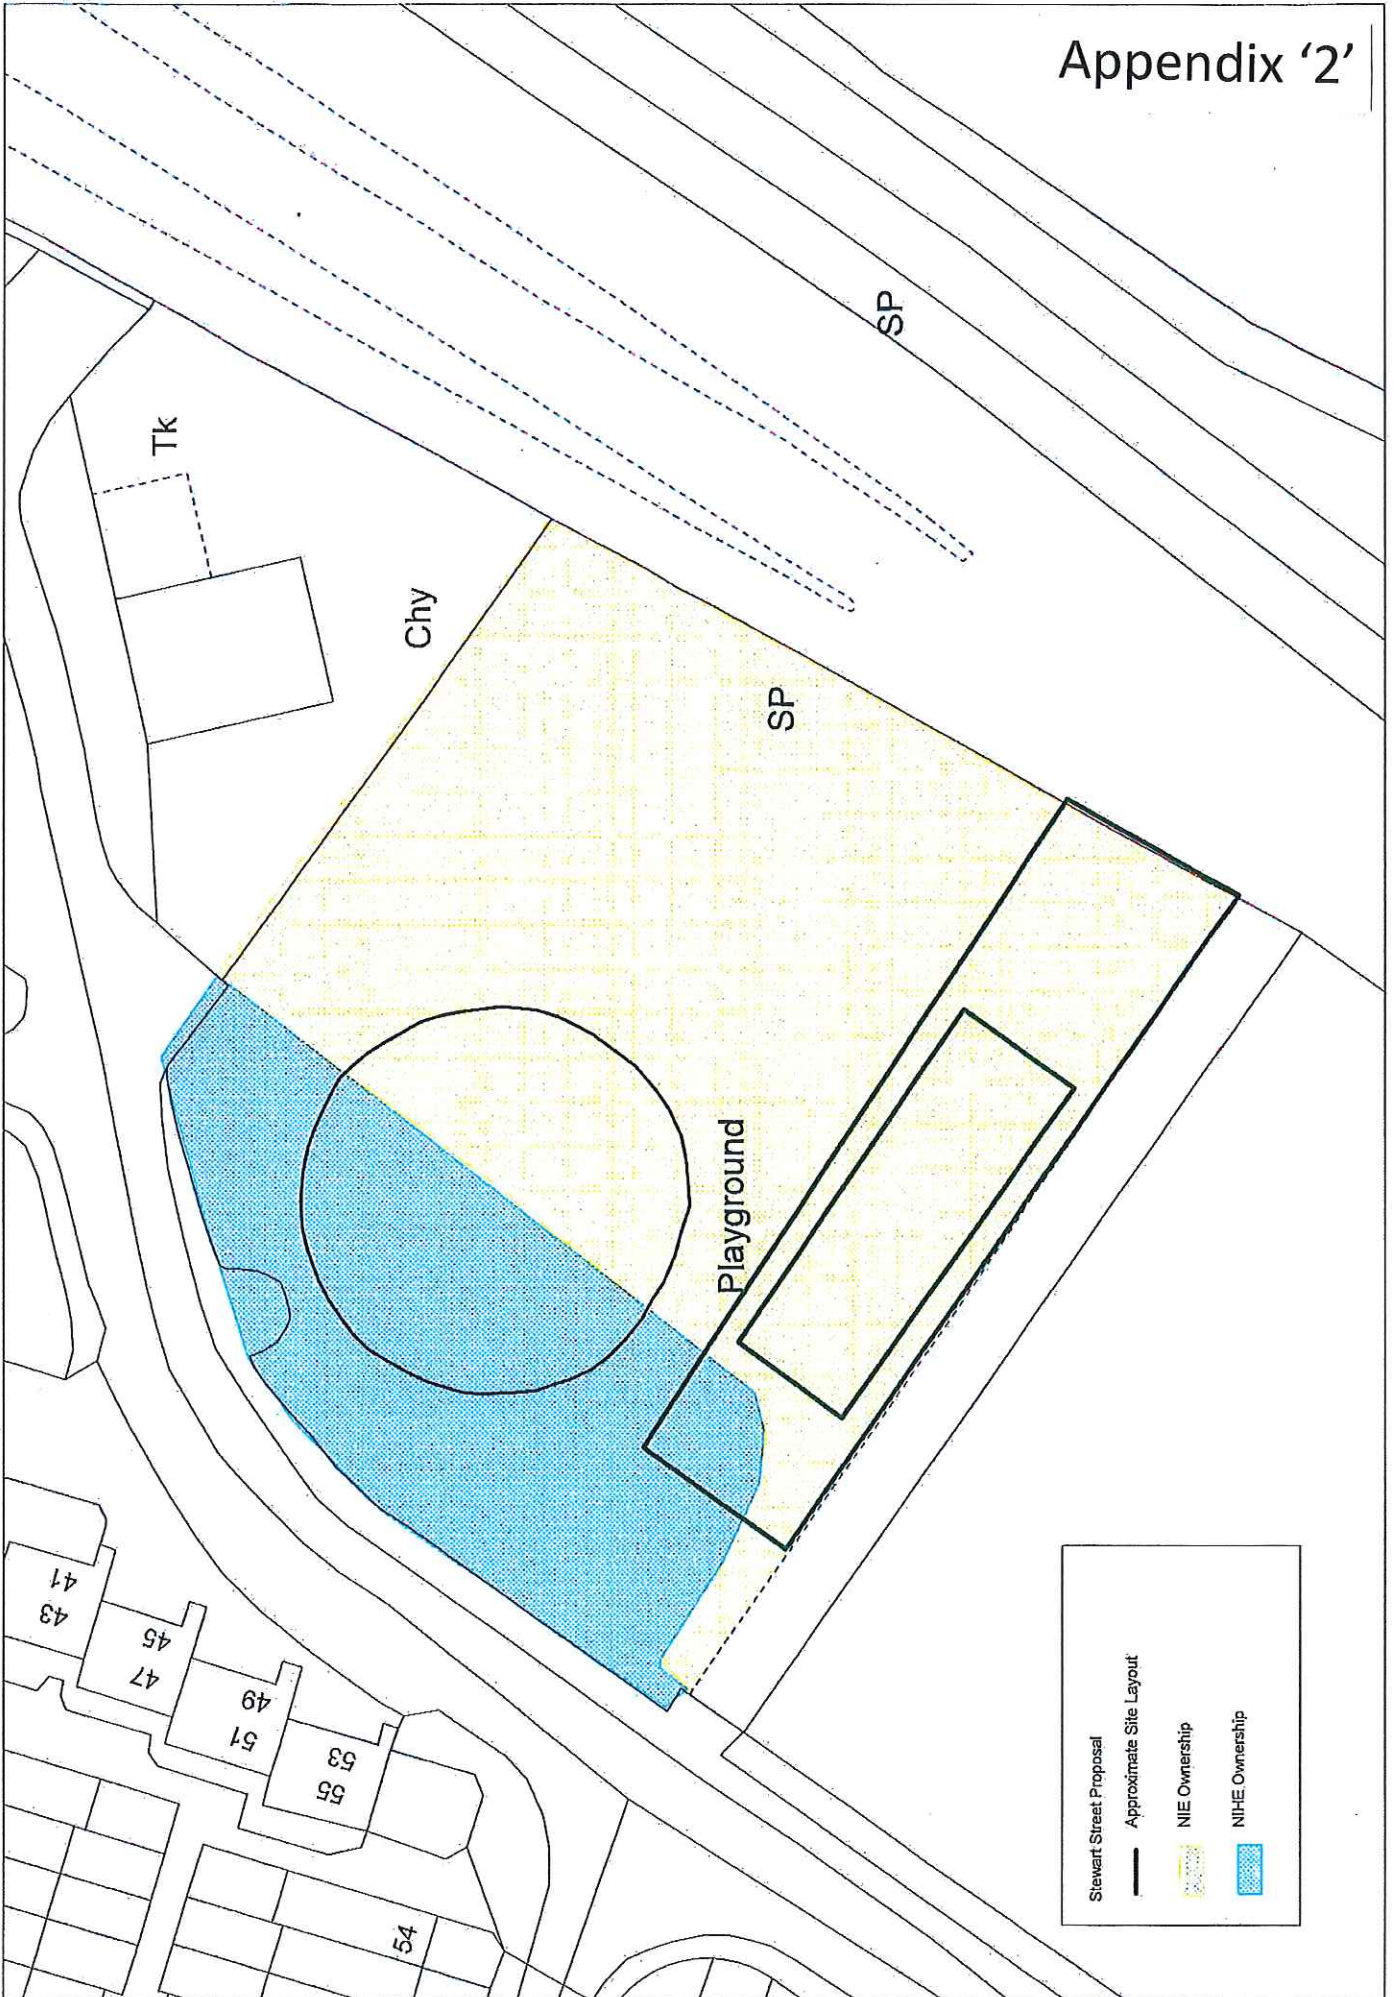 Appendix ‘2’
SP
Tk
Chy
SP
Playground
41
43
45
47
49
51
53
55
54
Stewart Street Proposal
Approximate Site Layout
NIE Ownership
NIHE Ownership